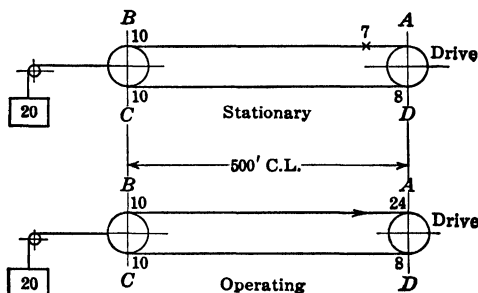 B 7 A
10 × Drive
20 10 8
C Stationary D
500' C.L.
B A
10 24
Drive
20 10 8
C Operating D